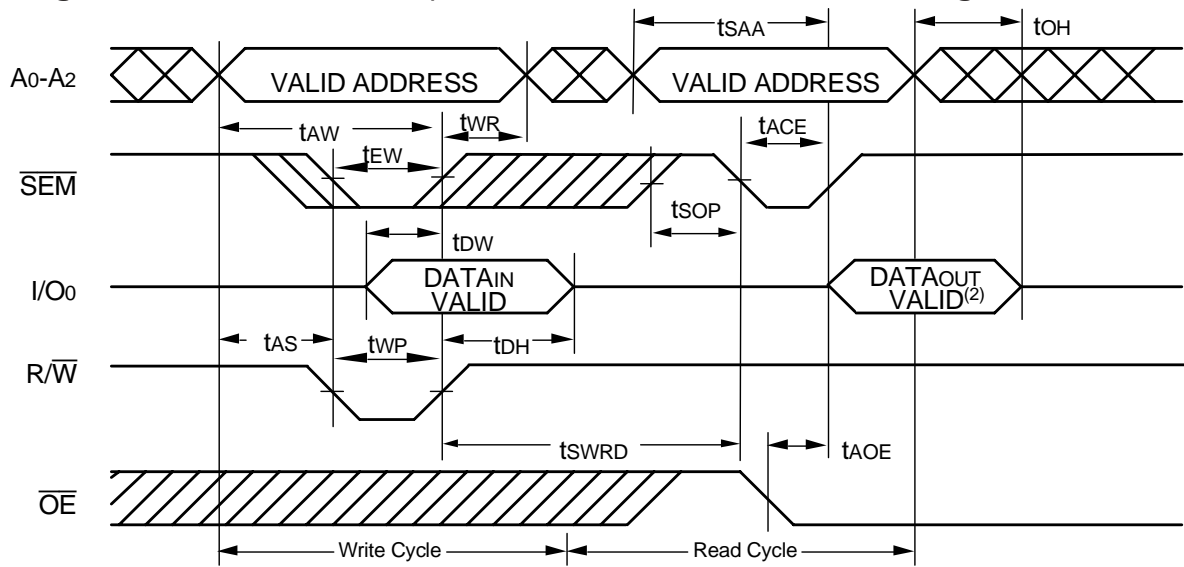 tSAA
tOH
A0-A2
VALID ADDRESS
VALID ADDRESS
tAW
tWR
tACE
tEW
SEM
tSOP
tDW
I/O0
DATAIN
VALID
DATAOUT
VALID(2)
tAS
tWP
tDH
R/W
tSWRD
tAOE
OE
Write Cycle
Read Cycle